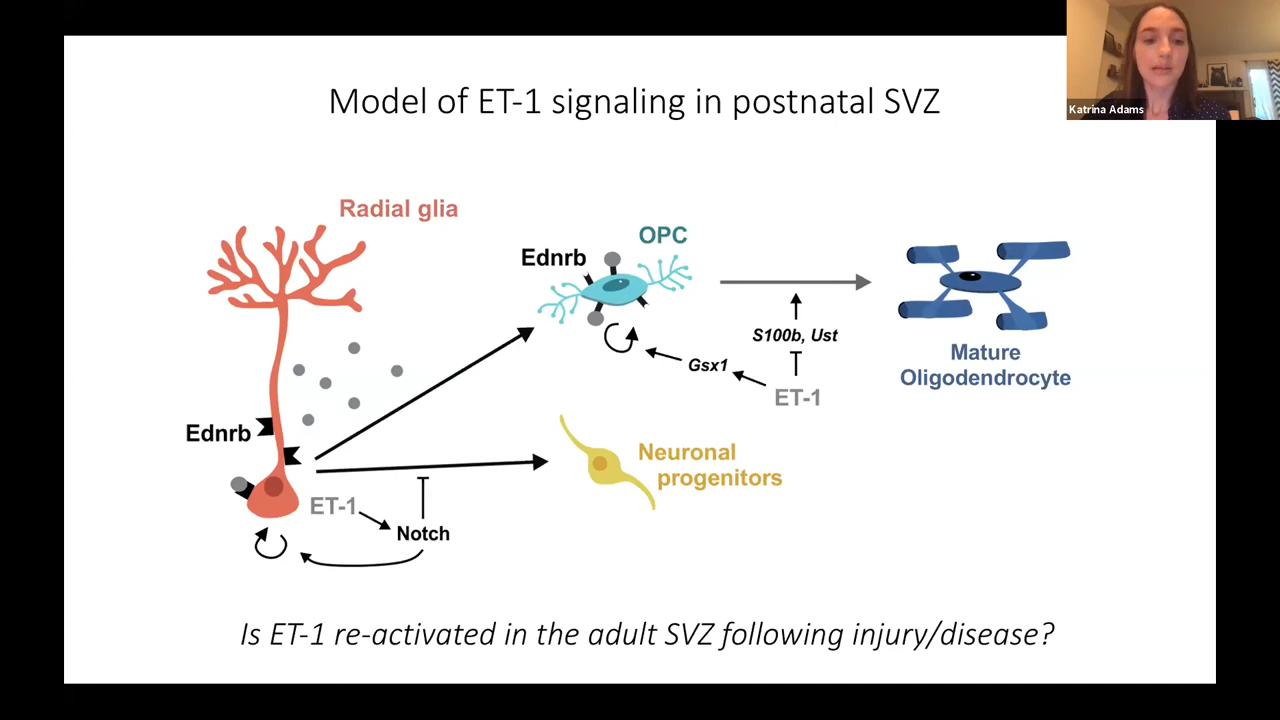 Katrina Adams
Model of ET-1 signaling in postnatal SVZ
Radial glia
OPC
Ednrb
S100b, Ust
Gsx1
ET-1
Mature
Oligodendrocyte
Ednrb
Neuronal
progenitors
ET-1
Notch
Is ET-1 re-activated in the adult SVZ following injury/disease?